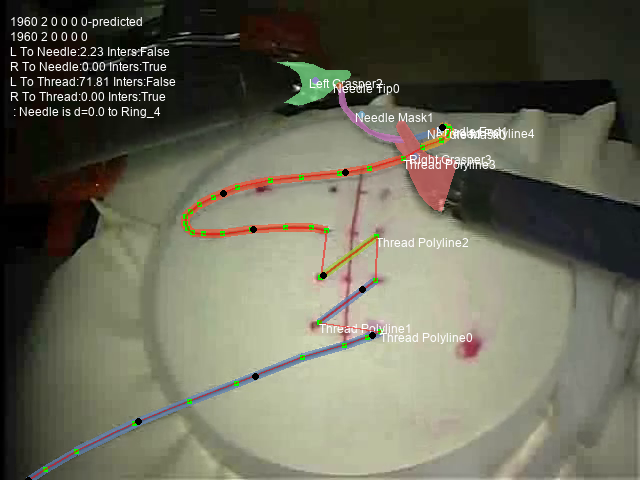 1960 2 0 0 0 0-predicted
1960 2 0 0 0 0
L To Needle:2.23 Inters:False
R To Needle:0.00 Inters:True
L To Thread:71.81 Inters:False
R To Thread:0.00 Inters:True
: Needle is d=0.0 to Ring_4
Left Grasper2
Needle Tip0
Needle Mask1
Polyline4
Right Grasper3
Thread Polyline3
Thread Polyline2
Thread Polyline1
Thread Polyline0